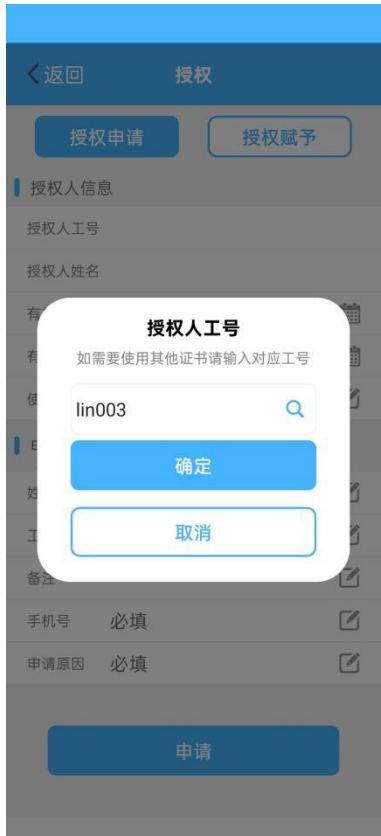 返回
授权
授权申请
授权赋予
授权人信息
授权人工号
授权人姓名
授权人工号
如需要使用其他证书请输入对应工号
lin003
确定
取消
备注
手机号 必填
申请原因 必填
申请